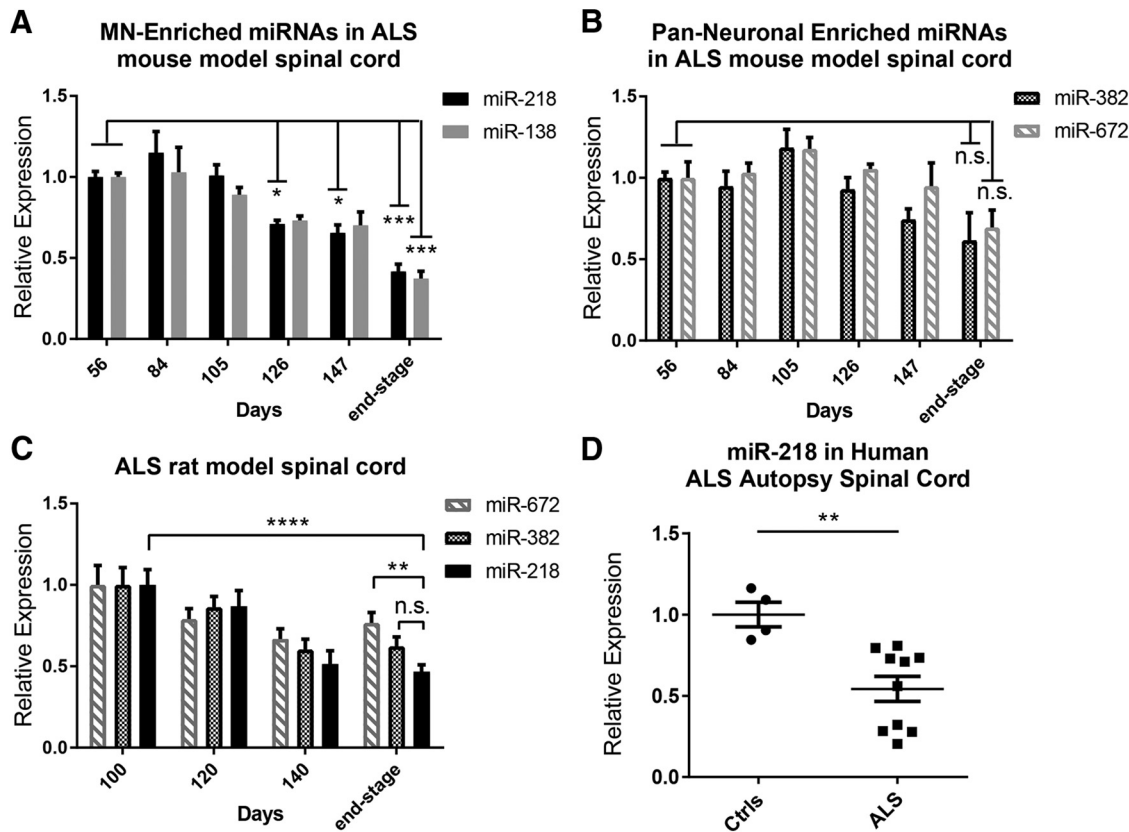 A
MN-Enriched miRNAs in ALS
mouse model spinal cord
miR-218
miR-138
Relative Expression
1.5
1.0
0.5
0.0
*
*
***
***
56
84
105
126
147
end-stage
Days
B
Pan-Neuronal Enriched miRNAs
in ALS mouse model spinal cord
miR-382
miR-672
Relative Expression
1.5
1.0
0.5
0.0
n.s.
n.s.
56
84
105
126
147
end-stage
Days
C
ALS rat model spinal cord
miR-672
miR-382
miR-218
Relative Expression
1.5
1.0
0.5
0.0
****
**
n.s.
100
120
140
end-stage
Days
D
miR-218 in Human
ALS Autopsy Spinal Cord
Relative Expression
1.5
1.0
0.5
0.0
**
Ctrls
ALS